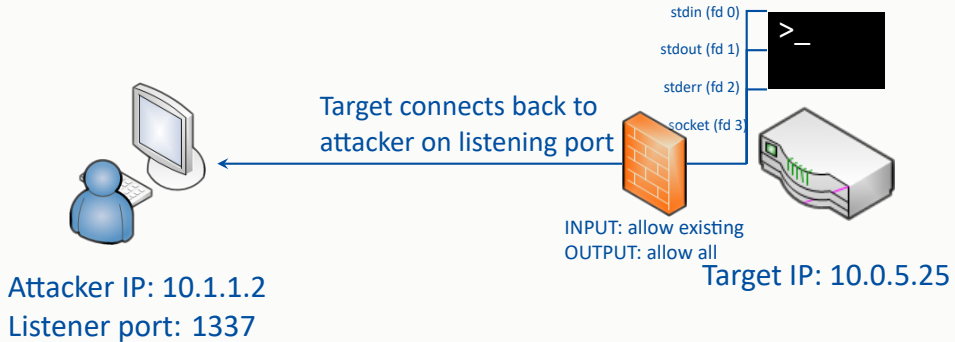 stdin (fd 0)
>_
stdout (fd 1)
stderr (fd 2)
Target connects back to
attacker on listening port
socket (fd 3)
INPUT: allow existing
OUTPUT: allow all
Target IP: 10.0.5.25
Attacker IP: 10.1.1.2
Listener port: 1337